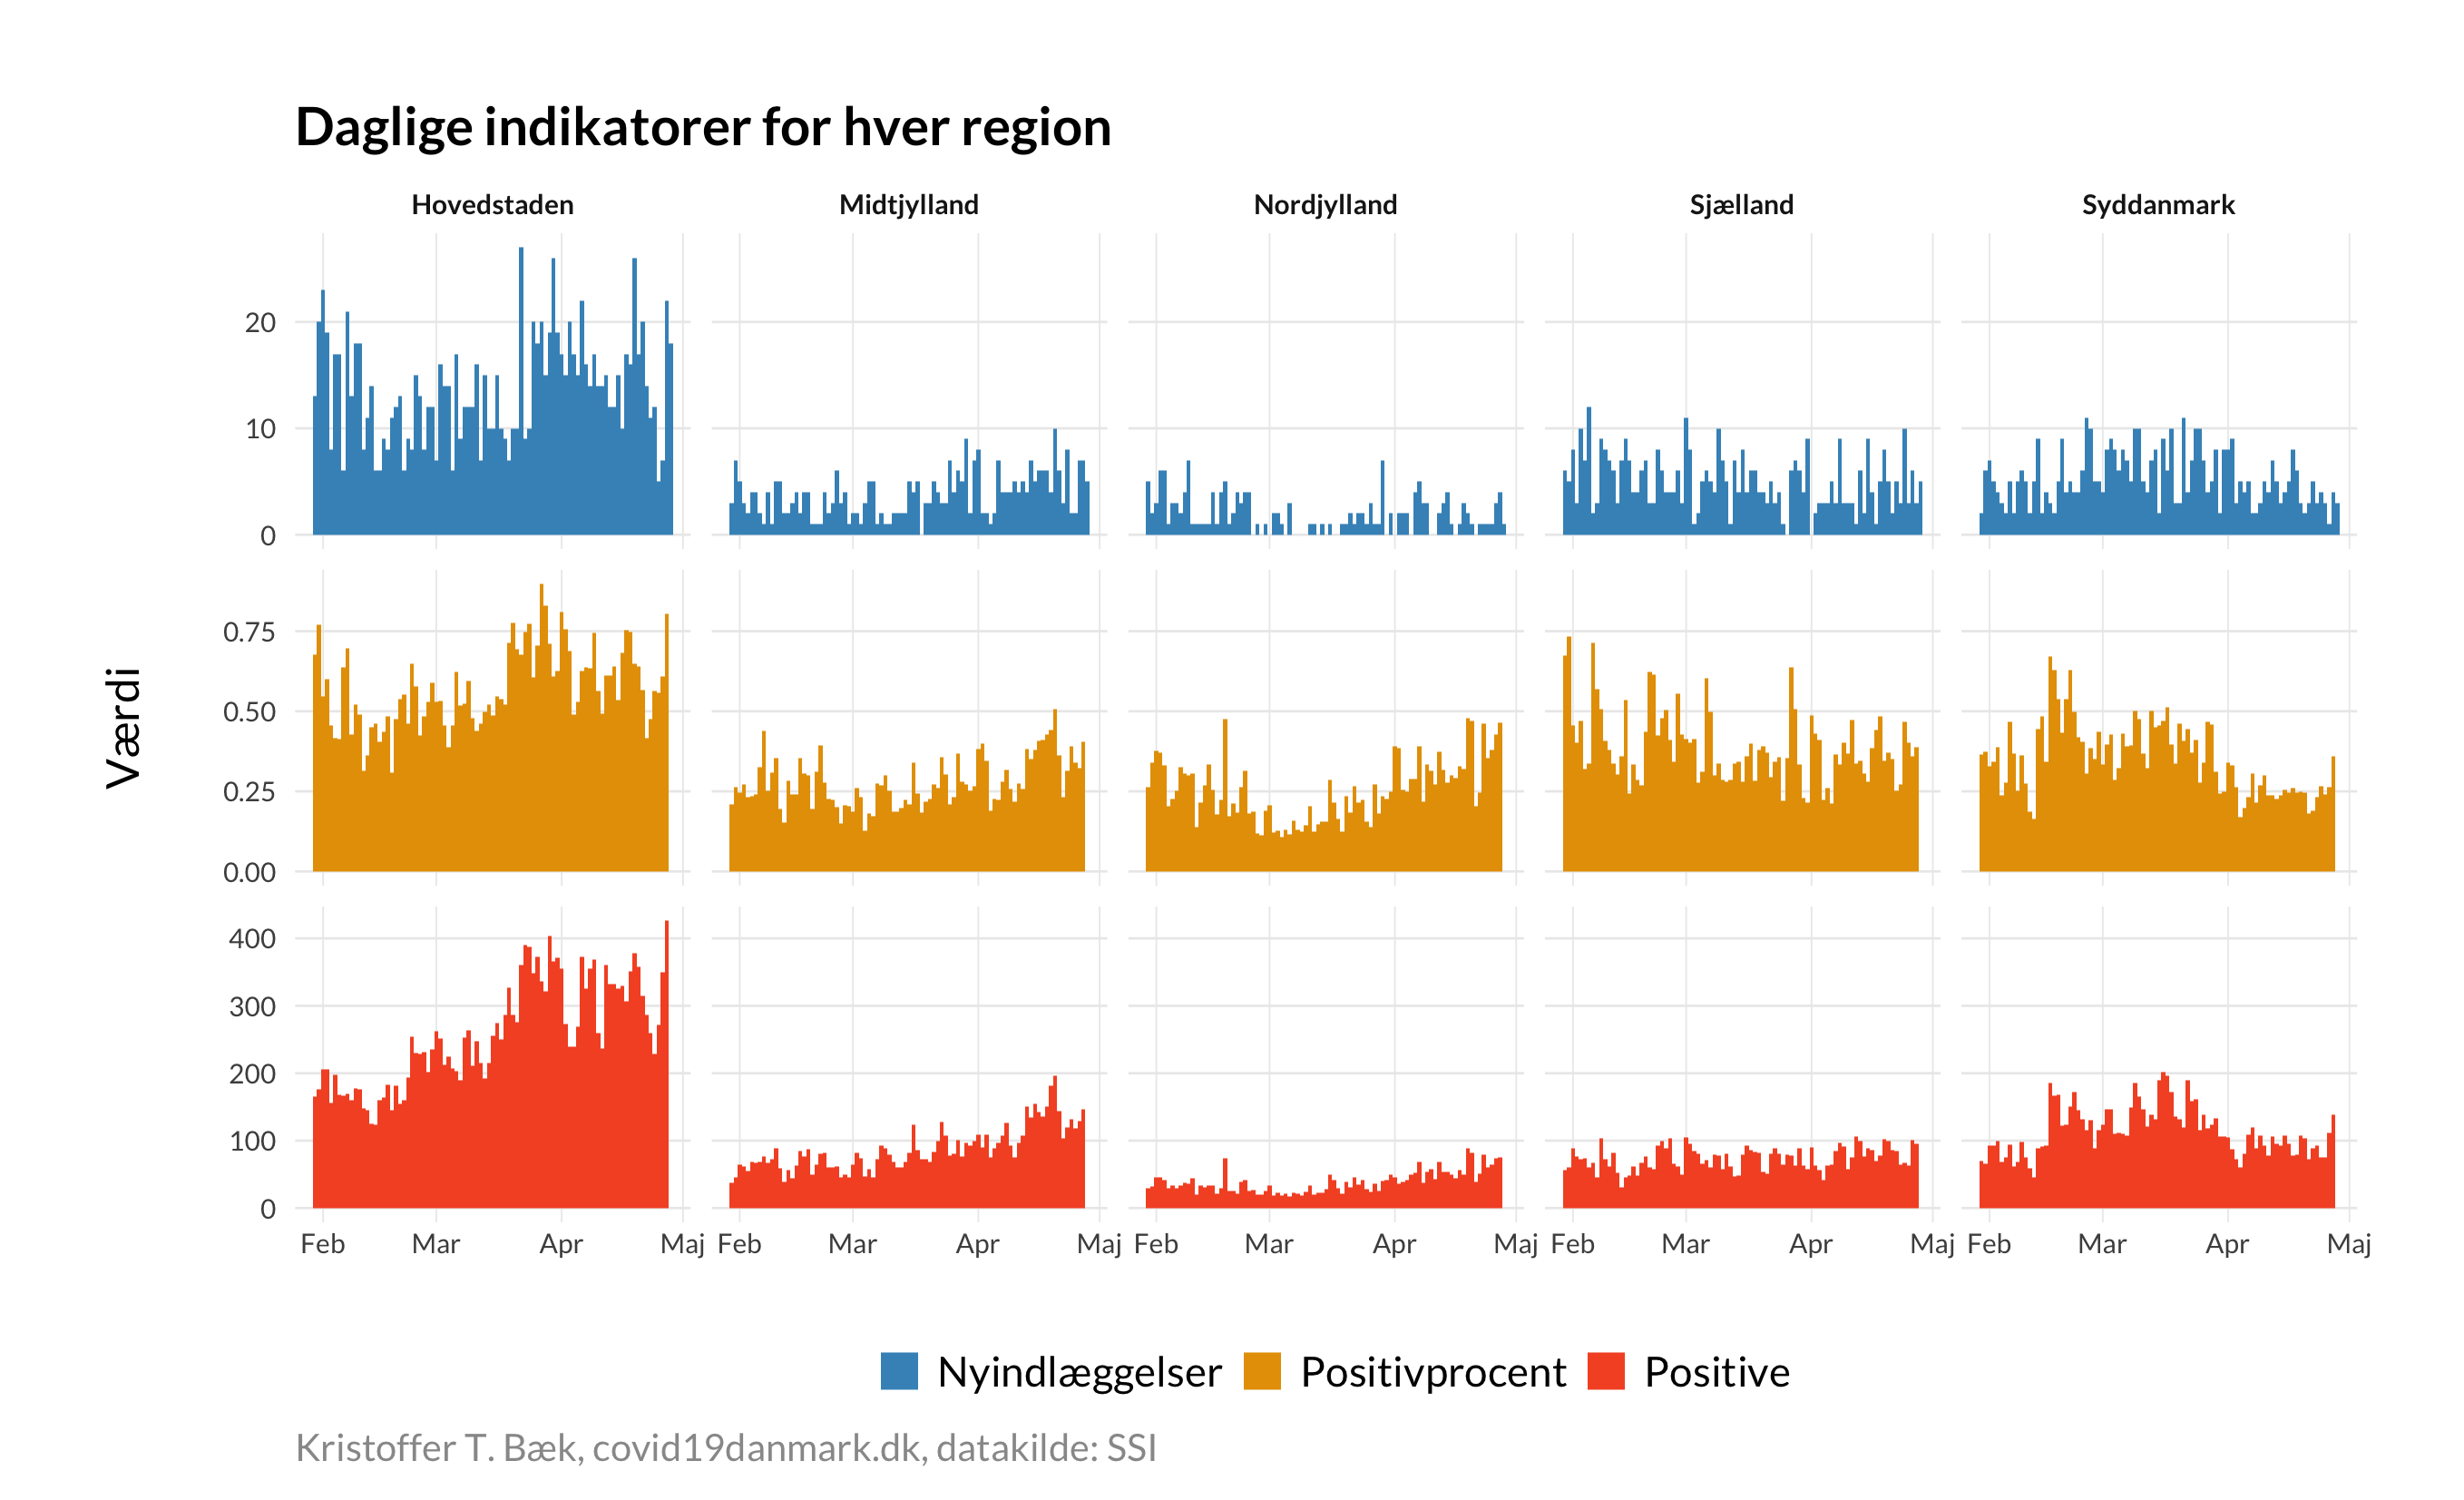 Daglige indikatorer for hver region
Hovedstaden Midtjylland Nordjylland Sjælland Syddanmark
20
10
0
0.75
0.50
0.25
0.00
400
300
200
100
0
Værdi
Feb Mar Apr Maj Feb Mar Apr Maj Feb Mar Apr Maj Feb Mar Apr Maj Feb Mar Apr Maj
Nyindlæggelser Positivprocent Positive
Kristoffer T. Bæk, covid19danmark.dk, datakilde: SSI